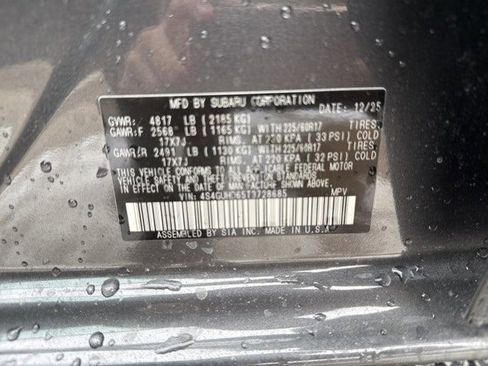 MFD BY SUBARU CORPORATION DATE: 12/25
GVWR: 4817 LB (2185 KG)
GAWR:F 2568 LB (1165 KG) WITH 225/60R17 TIRES,
17X7J RIMS, AT 220 KPA (32 PSI) COLD
GAWR:R 2491 LB (1130 KG) WITH 225/60R17 TIRES,
17X7J RIMS, AT 220 KPA (32 PSI) COLD
THIS VEHICLE CONFORMS TO ALL APPLICABLE FEDERAL MOTOR
VEHICLE SAFETY AND THEFT PREVENTION STANDARDS
IN EFFECT ON THE DATE OF MANUFACTURE SHOWN ABOVE.
VIN: MPV
ASSEMBLED BY SIA INC. MADE IN U.S.A.